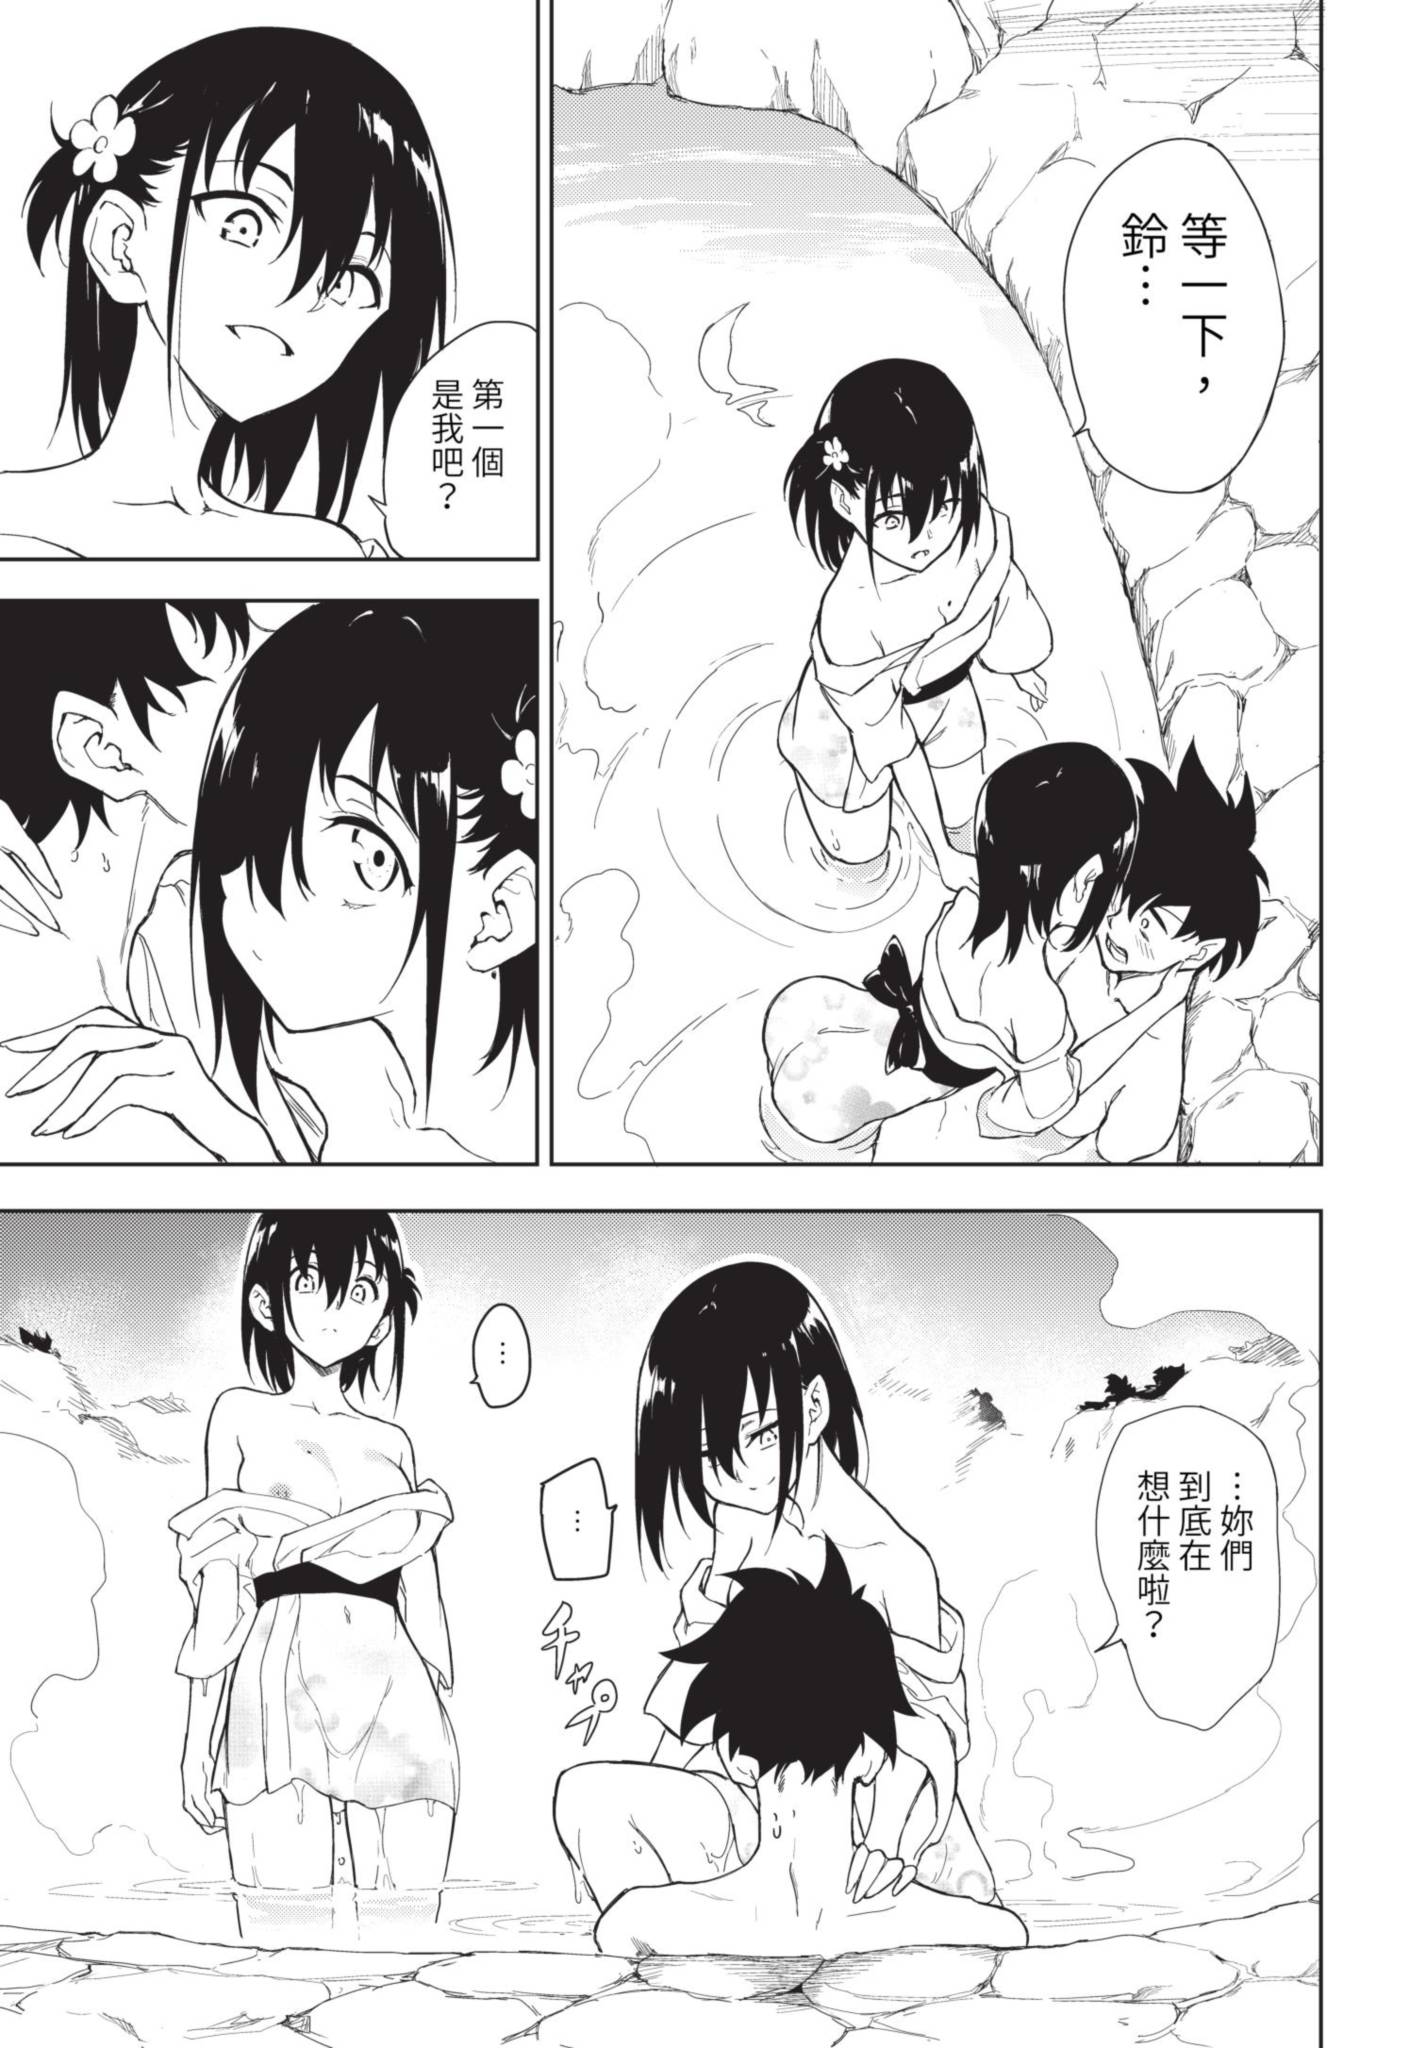 等一下，
鈴…
第一個
是我吧？
…妳們
到底在
想什麼啦？
…
…
チャプ